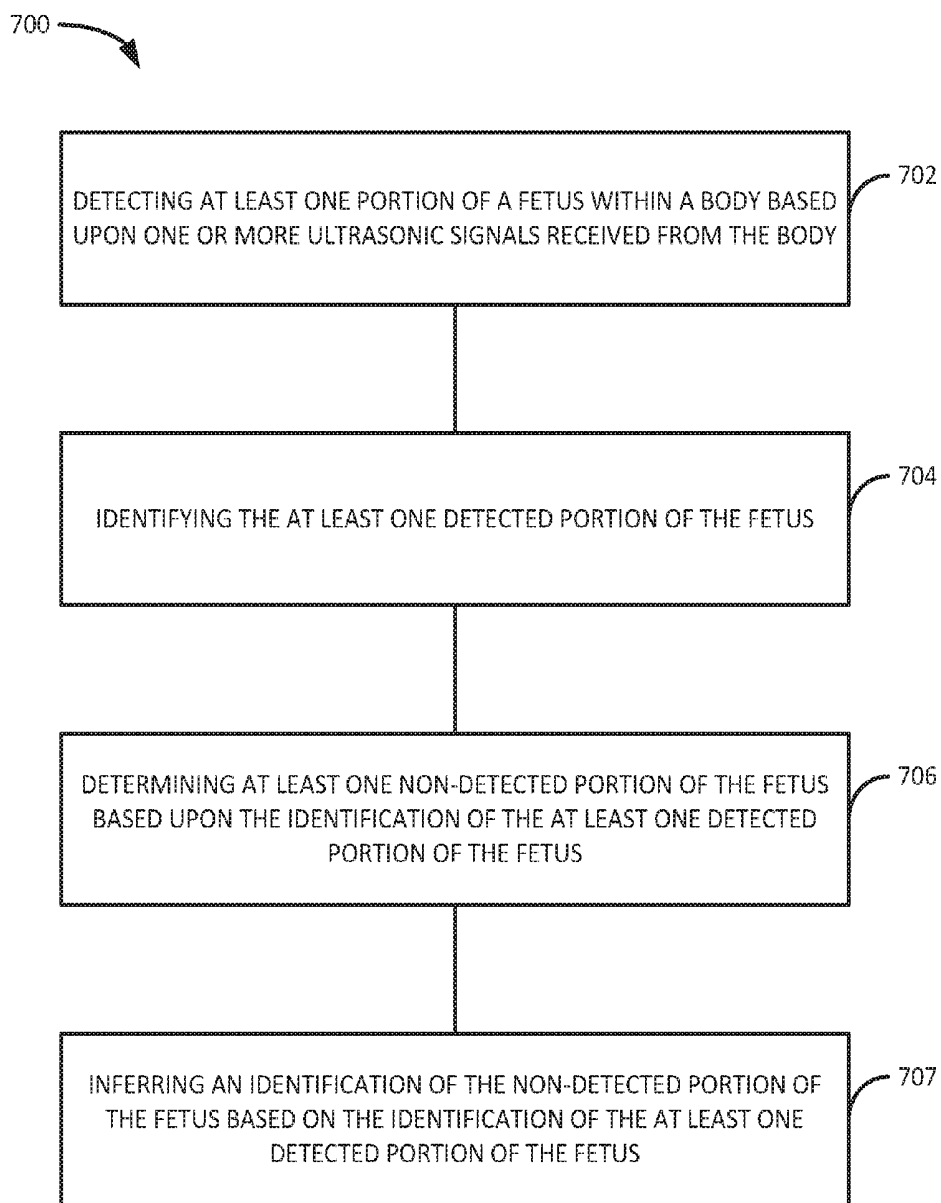 700
DETECTING AT LEAST ONE PORTION OF A FETUS WITHIN A BODY BASED
UPON ONE OR MORE ULTRASONIC SIGNALS RECEIVED FROM THE BODY
702
IDENTIFYING THE AT LEAST ONE DETECTED PORTION OF THE FETUS
704
DETERMINING AT LEAST ONE NON-DETECTED PORTION OF THE FETUS
BASED UPON THE IDENTIFICATION OF THE AT LEAST ONE DETECTED
PORTION OF THE FETUS
706
INFERRING AN IDENTIFICATION OF THE NON-DETECTED PORTION OF
THE FETUS BASED ON THE IDENTIFICATION OF THE AT LEAST ONE
DETECTED PORTION OF THE FETUS
707